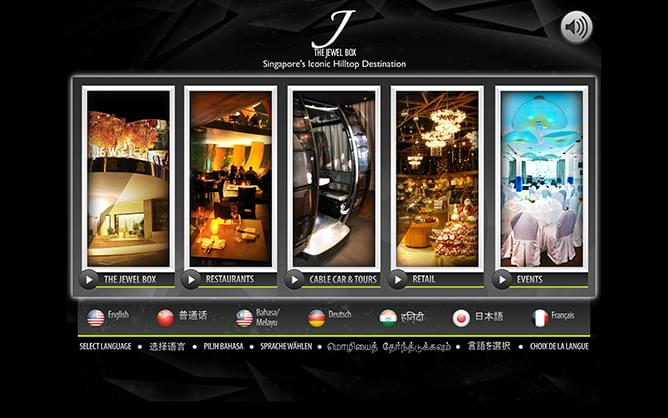 J
THE JEWEL BOX
Singapore's Iconic Hilltop Destination
JEWEL
THE JEWEL BOX
RESTAURANTS
CABLE CAR & TOURS
RETAIL
EVENTS
English
普通话
Bahasa/
Melayu
Deutsch
हिन्दी
日本語
Français
SELECT LANGUAGE • 选择语言 • PILIH BAHASA • SPRACHE WÄHLEN • மொழியைத் தேர்ந்த்டுக்கவும் • 言語を選択 • CHOIX DE LA LANGUE